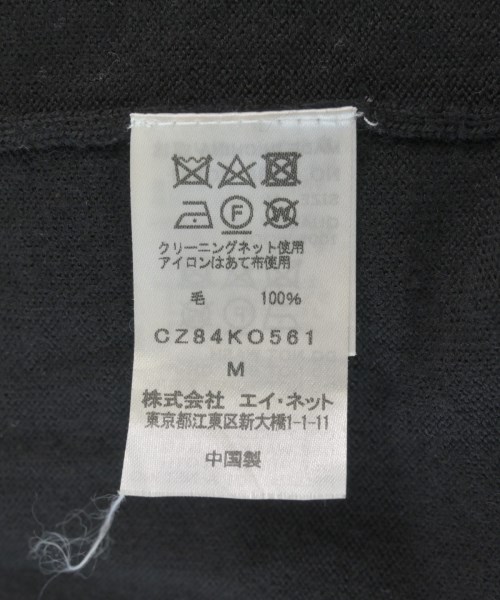 F W
クリーニングネット使用
アイロンはあて布使用
毛 100%
CZ84KO561
M
株式会社 エイ・ネット
東京都江東区新大橋1-1-11
中国製